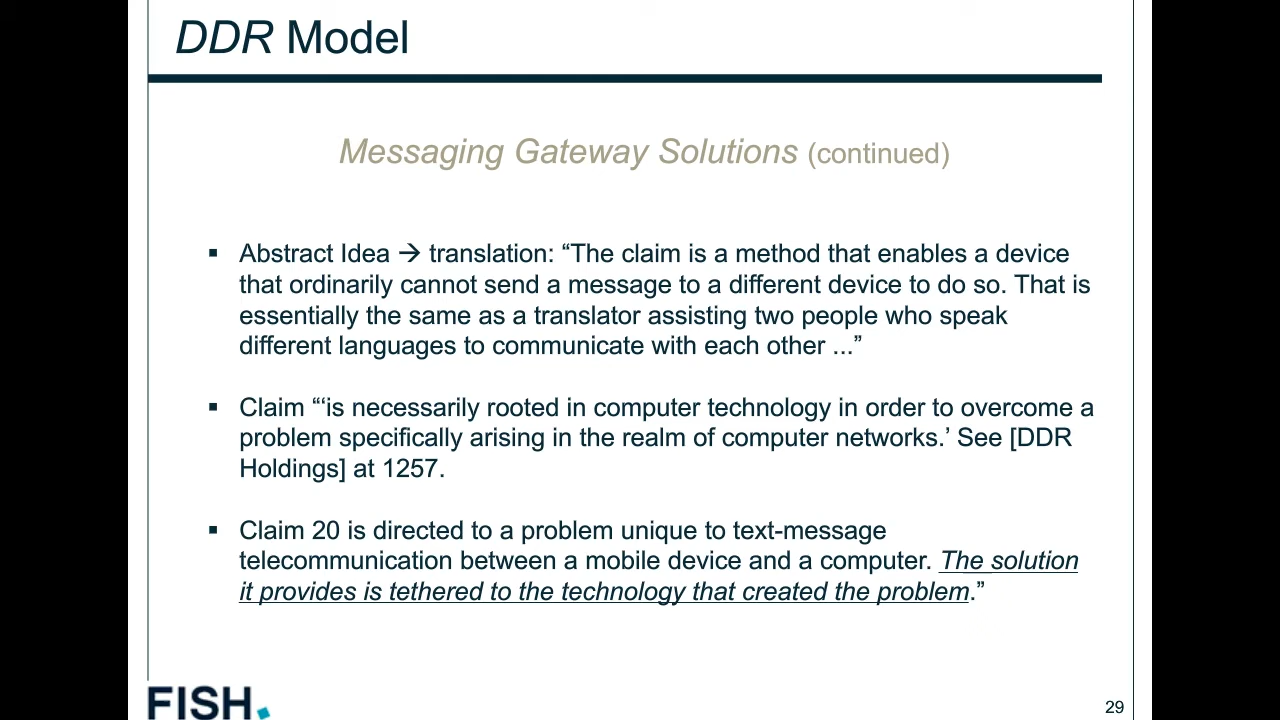 DDR Model
Messaging Gateway Solutions (continued)
▪ Abstract Idea → translation: “The claim is a method that enables a device
that ordinarily cannot send a message to a different device to do so. That is
essentially the same as a translator assisting two people who speak
different languages to communicate with each other ...”
▪ Claim “‘is necessarily rooted in computer technology in order to overcome a
problem specifically arising in the realm of computer networks.’ See [DDR
Holdings] at 1257.
▪ Claim 20 is directed to a problem unique to text-message
telecommunication between a mobile device and a computer. The solution
it provides is tethered to the technology that created the problem.”
FISH.
29